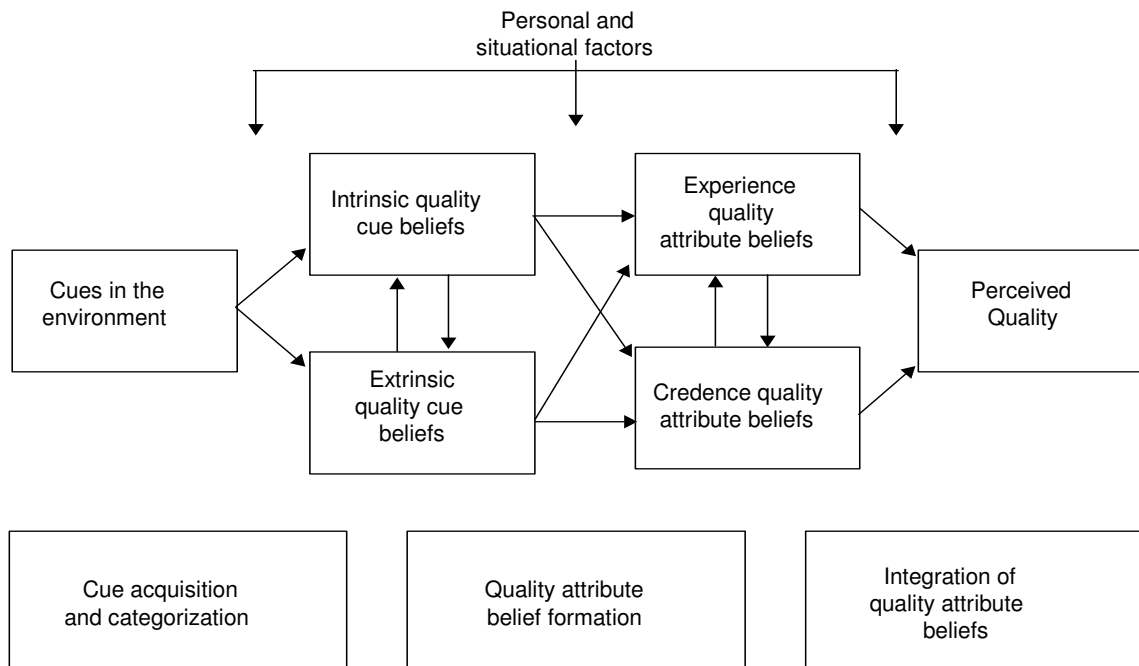 Personal and
situational factors
Intrinsic quality
cue beliefs
Experience
quality
attribute beliefs
Cues in the
environment
Perceived
Quality
Extrinsic
quality cue
beliefs
Credence quality
attribute beliefs
Cue acquisition
and categorization
Quality attribute
belief formation
Integration of
quality attribute
beliefs